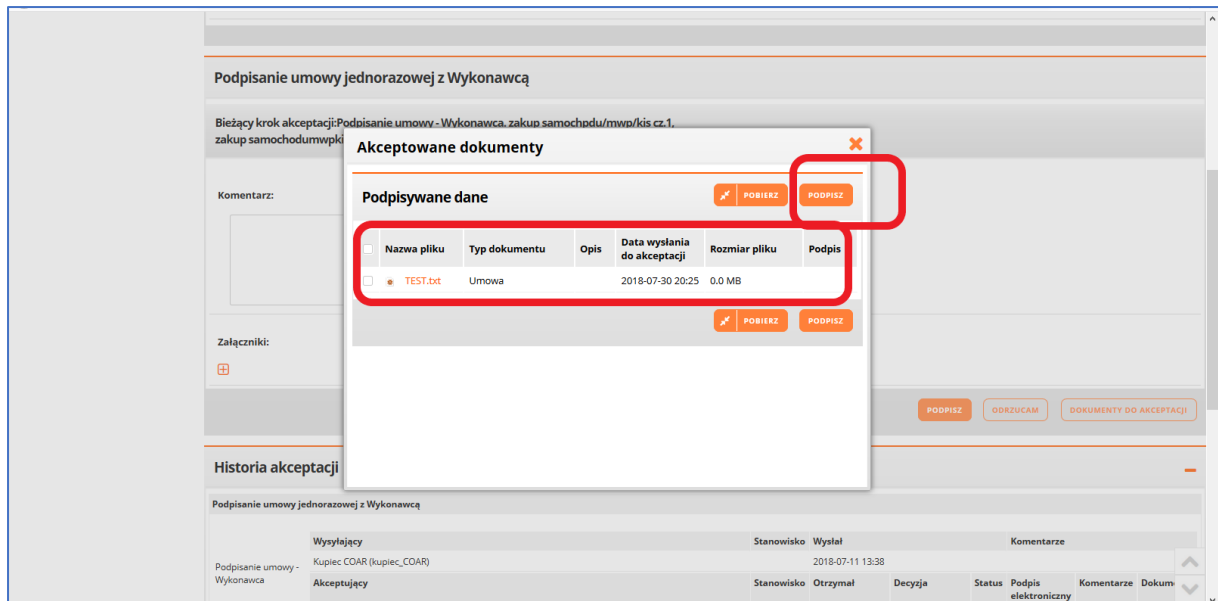 Podpisanie umowy jednorazowej z Wykonawcą
Bieżący krok akceptacji:Podpisanie umowy - Wykonawca. zakup samochpdu/mwp/kis cz.1,
zakup samochodumwpki
Akceptowane dokumenty
Komentarz:
Podpisywane dane
POBIERZ
PODPISZ
Nazwa pliku Typ dokumentu Opis Data wysłania do akceptacji Rozmiar pliku Podpis
TEST.txt Umowa 2018-07-30 20:25 0.0 MB
POBIERZ
PODPISZ
Załączniki:
PODPISZ
ODRZUCAM
DOKUMENTY DO AKCEPTACJI
Historia akceptacji
Podpisanie umowy jednorazowej z Wykonawcą
Wysyłający Stanowisko Wysłał Komentarze
Podpisanie umowy - Wykonawca
Kupiec COAR (kupiec_COAR) 2018-07-11 13:38
Akceptujący Stanowisko Otrzymał Decyzja Status Podpis elektroniczny Komentarze Dokum